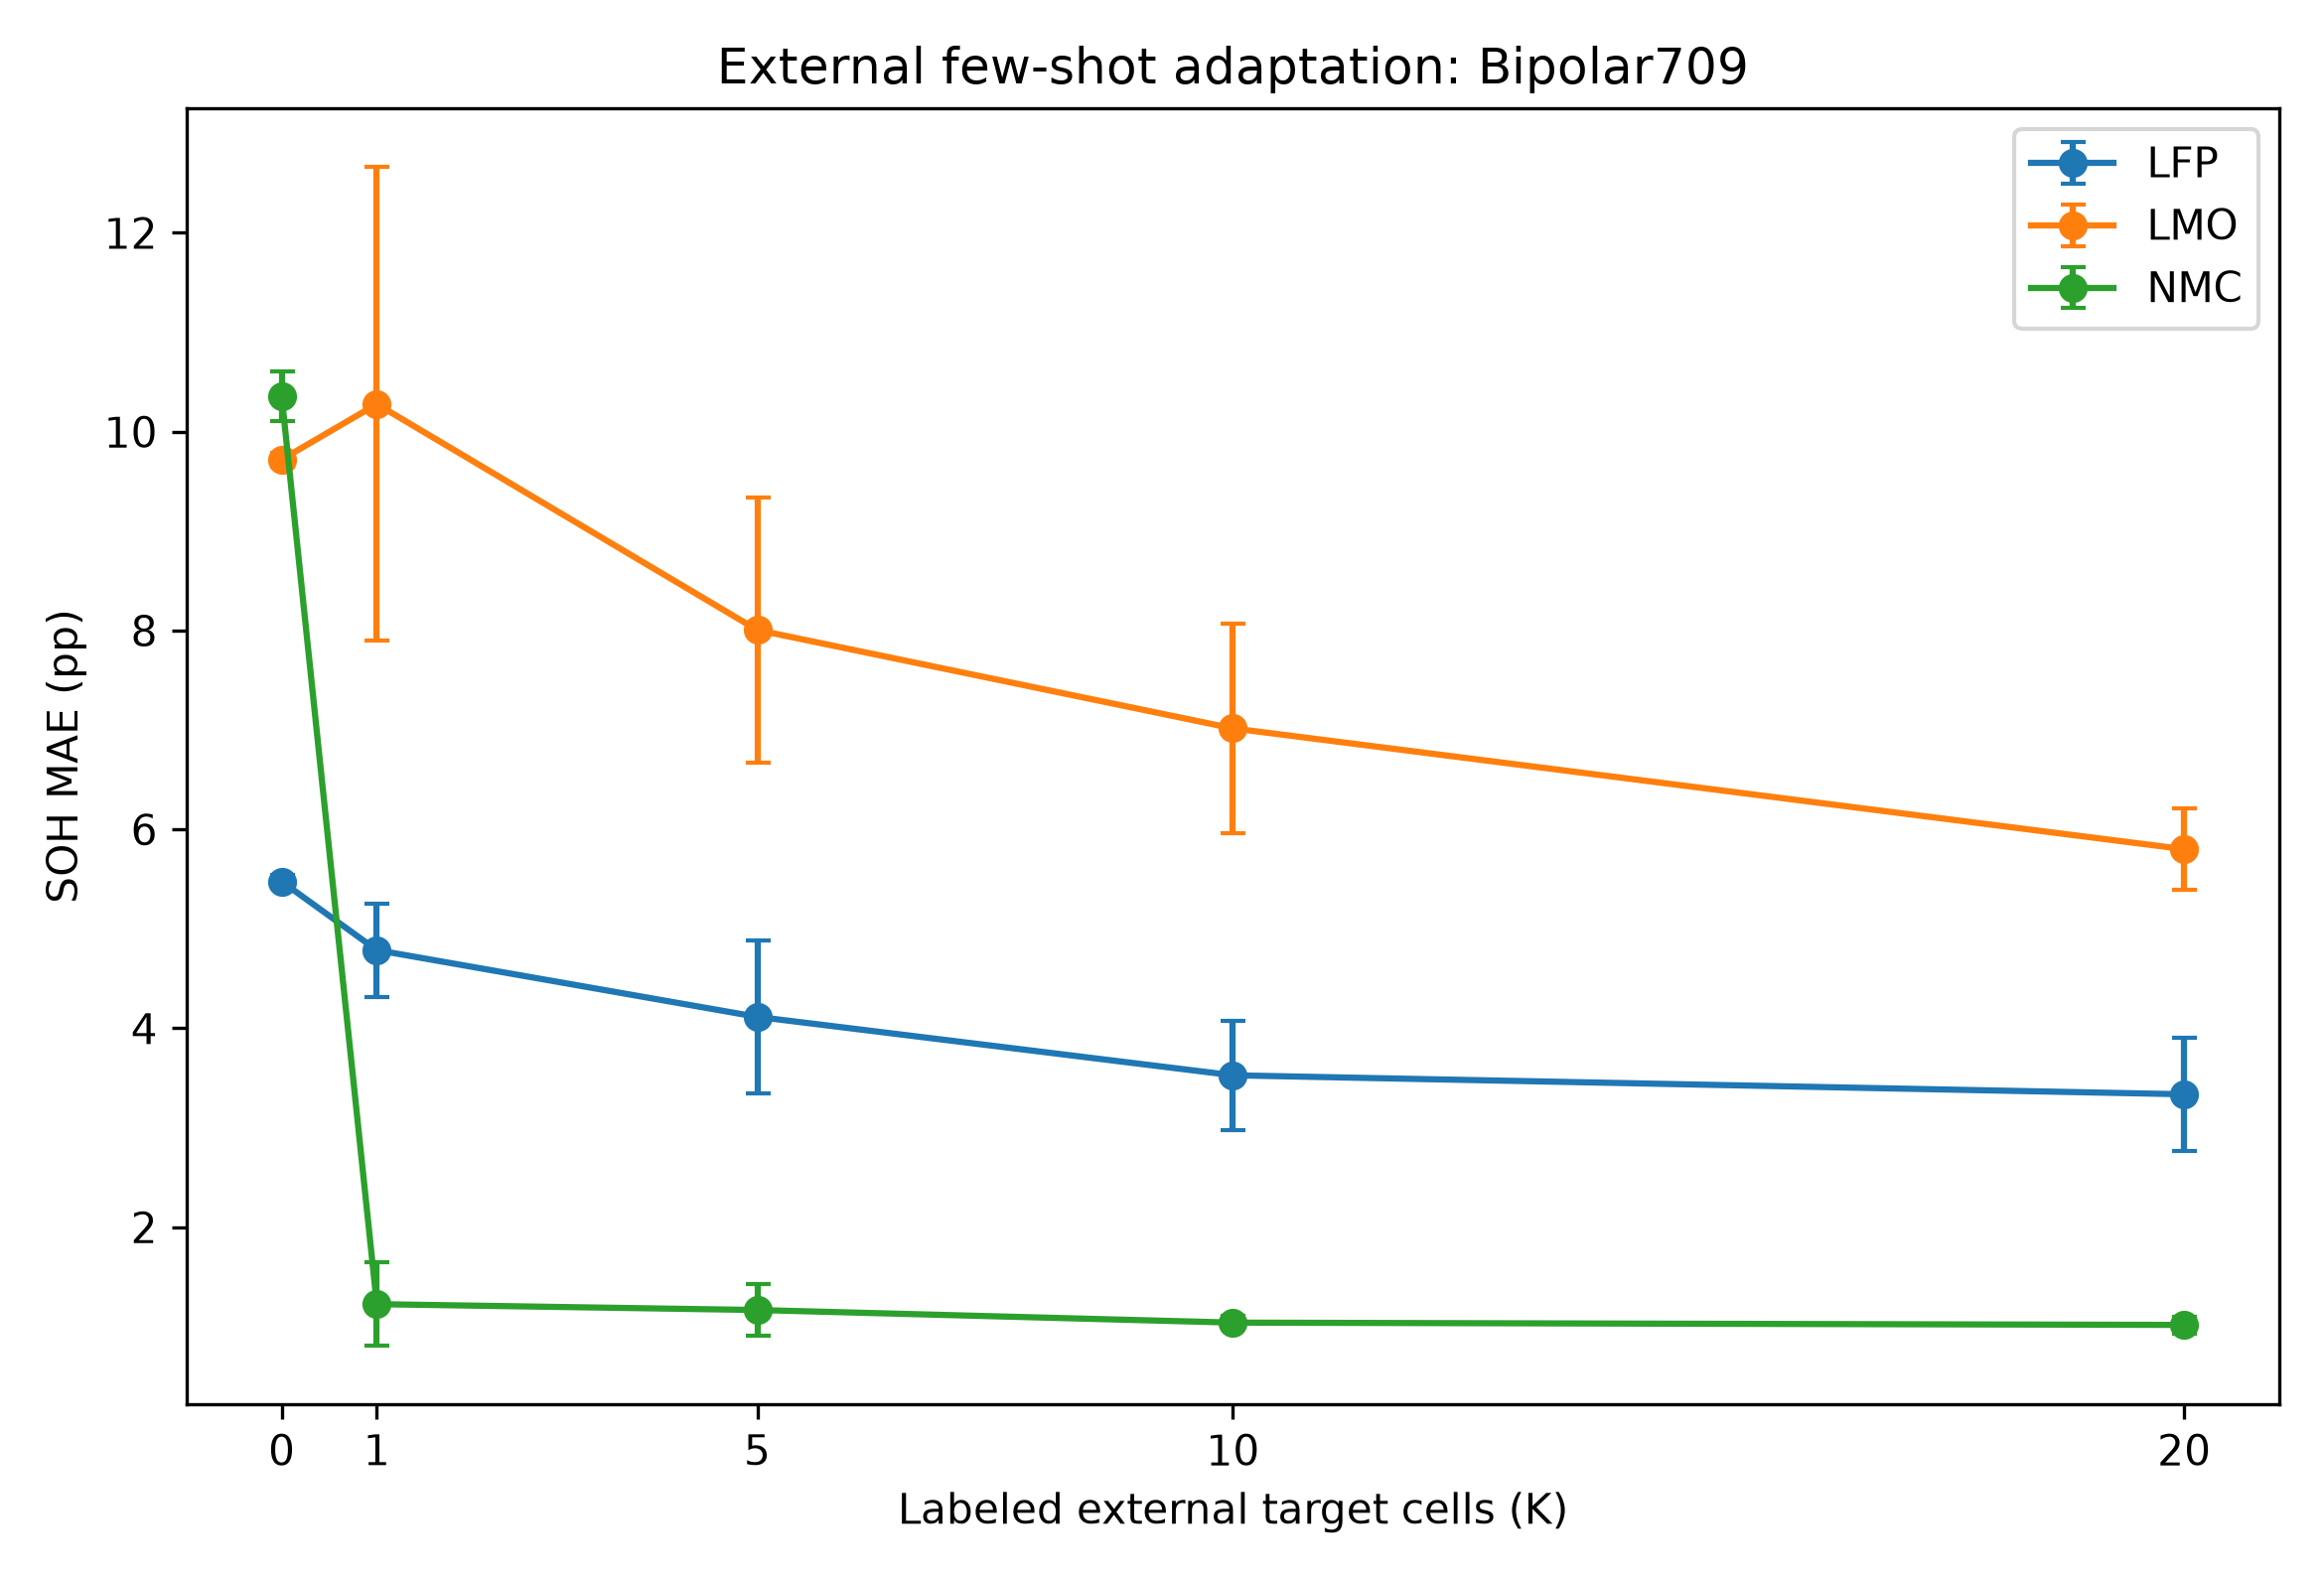 External few-shot adaptation: Bipolar709
LFP
LMO
NMC
SOH MAE (pp)
12
10
8
6
4
2
0 1 5 10 20
Labeled external target cells (K)